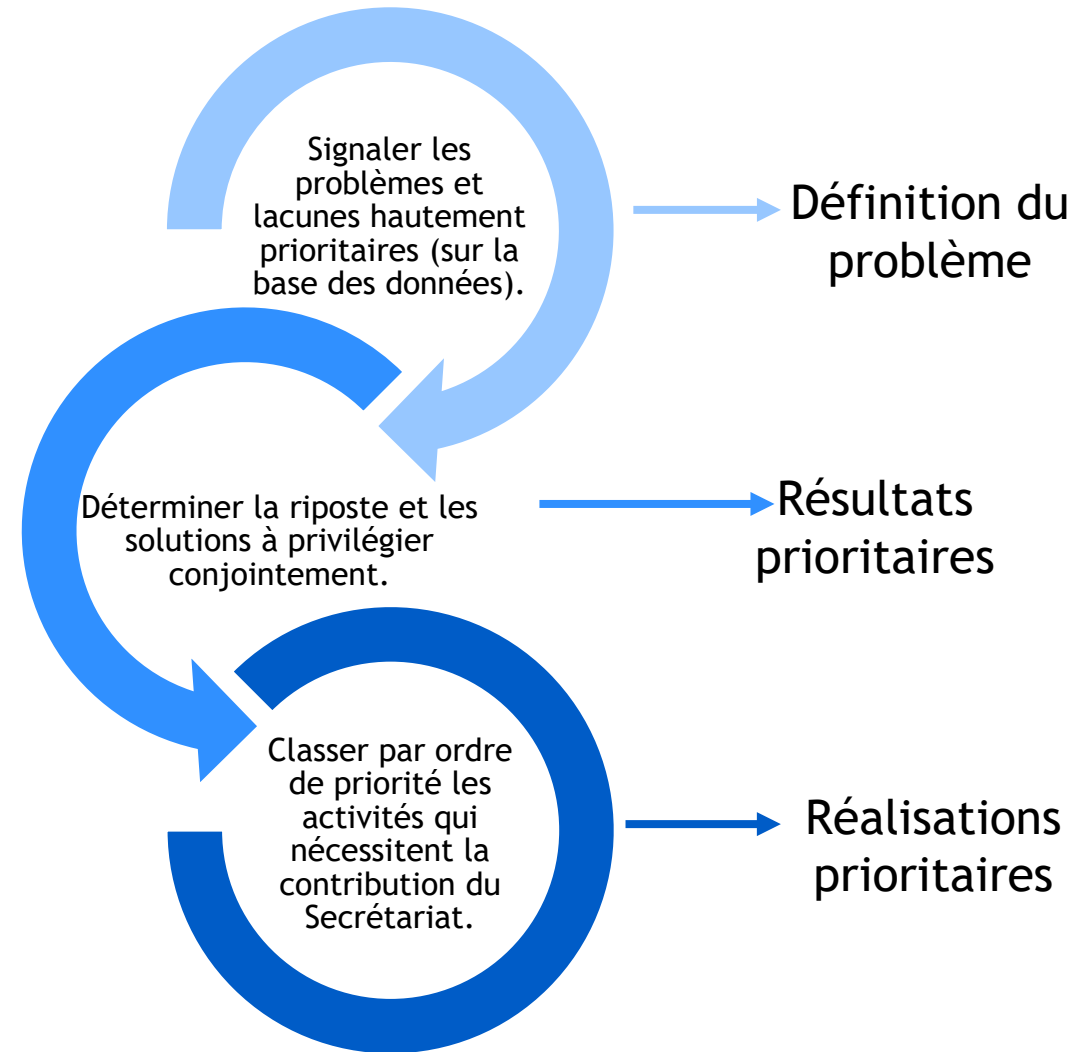 Signaler les
problèmes et
lacunes hautement
prioritaires (sur la
base des données).
Définition du
problème
Déterminer la riposte et les
solutions à privilégier
conjointement.
Résultats
prioritaires
Classer par ordre
de priorité les
activités qui
nécessitent la
contribution du
Secrétariat.
Réalisations
prioritaires